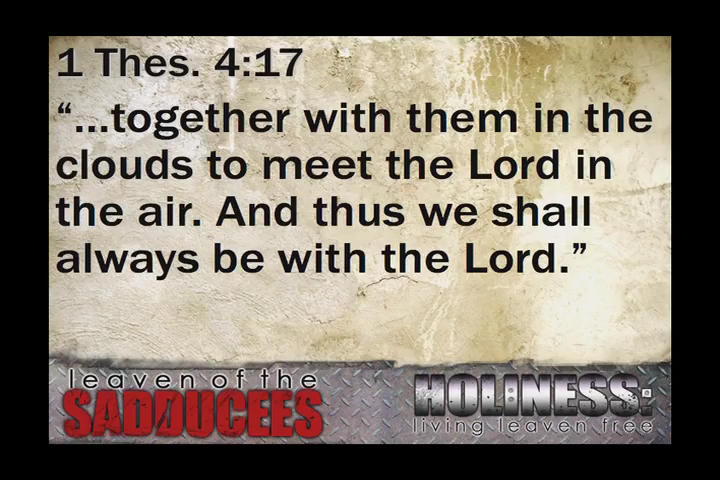 1 Thes. 4:17
“...together with them in the
clouds to meet the Lord in
the air. And thus we shall
always be with the Lord.”
leaven of the
SADDUCEES
HOLINESS:
living leaven free